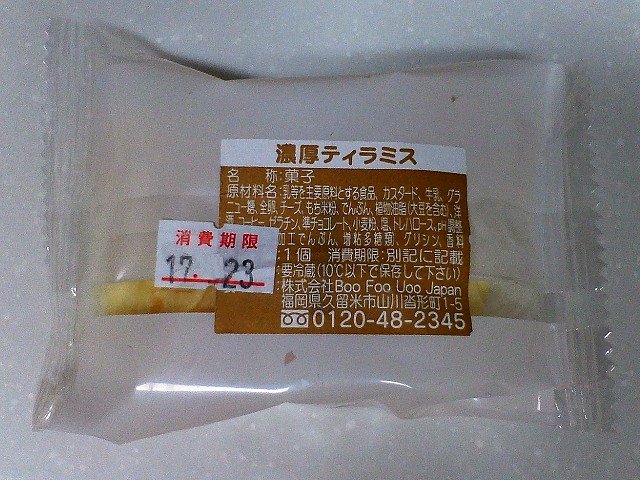 濃厚ティラミス
名 称:菓子
原材料名:乳等を主要原料とする食品、カスタード、牛乳、グラ
ニュー糖、全卵、チーズ、もち米粉、でんぷん、植物油脂(大豆を含む)、洋
酒、コーヒー、ゼラチン、準チョコレート、小麦粉、塩、トレハロース、pH調整
加工でんぷん、増粘多糖類、グリシン、香料
:1個 消費期限:別記に記載
:要冷蔵(10℃以下で保存して下さい)
:株式会社Boo Foo Uoo Japan
福岡県久留米市山川沓形町1-5
0120-48-2345
消費期限
17. 23